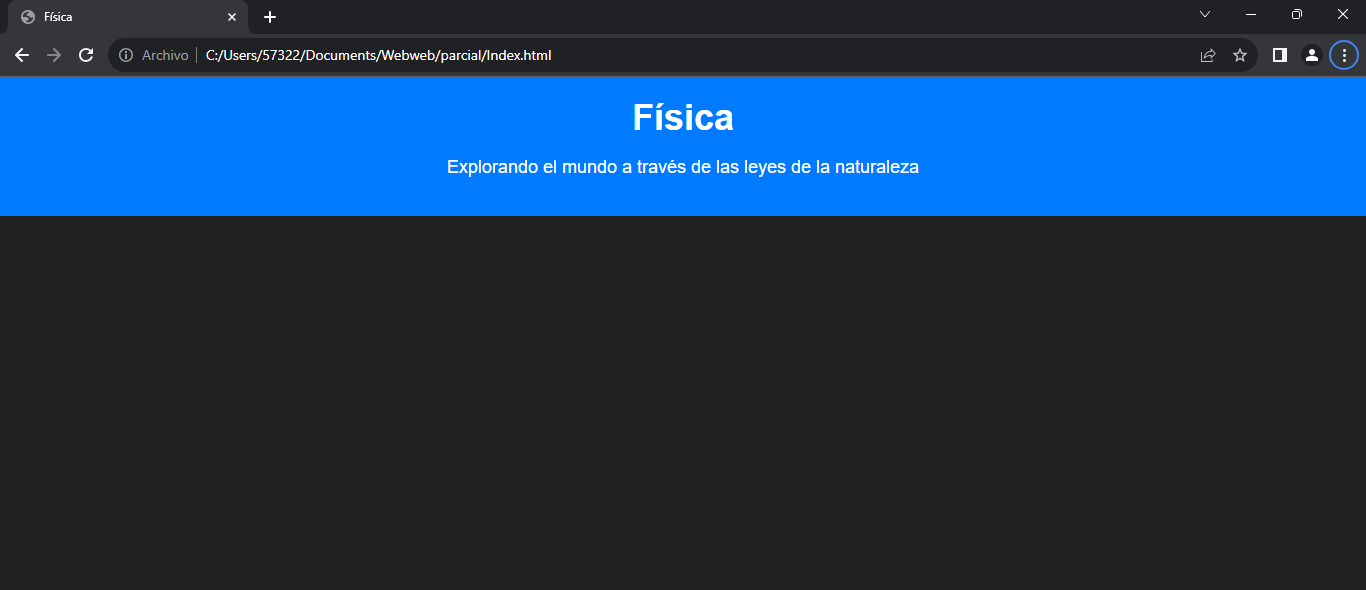 Física
Archivo C:/Users/57322/Documents/Webweb/parcial/Index.html
Física
Explorando el mundo a través de las leyes de la naturaleza